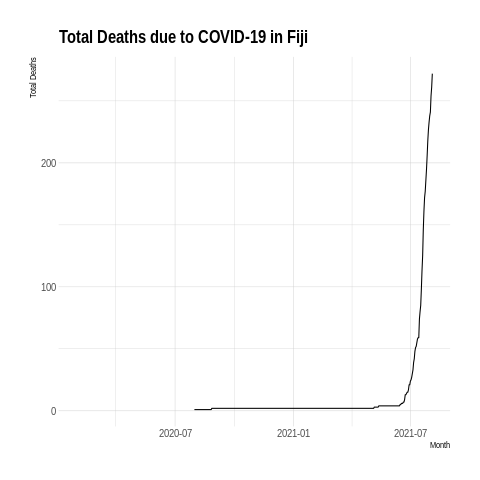 Total Deaths due to COVID-19 in Fiji
Total Deaths
200
100
0
2020-07 2021-01 2021-07
Month